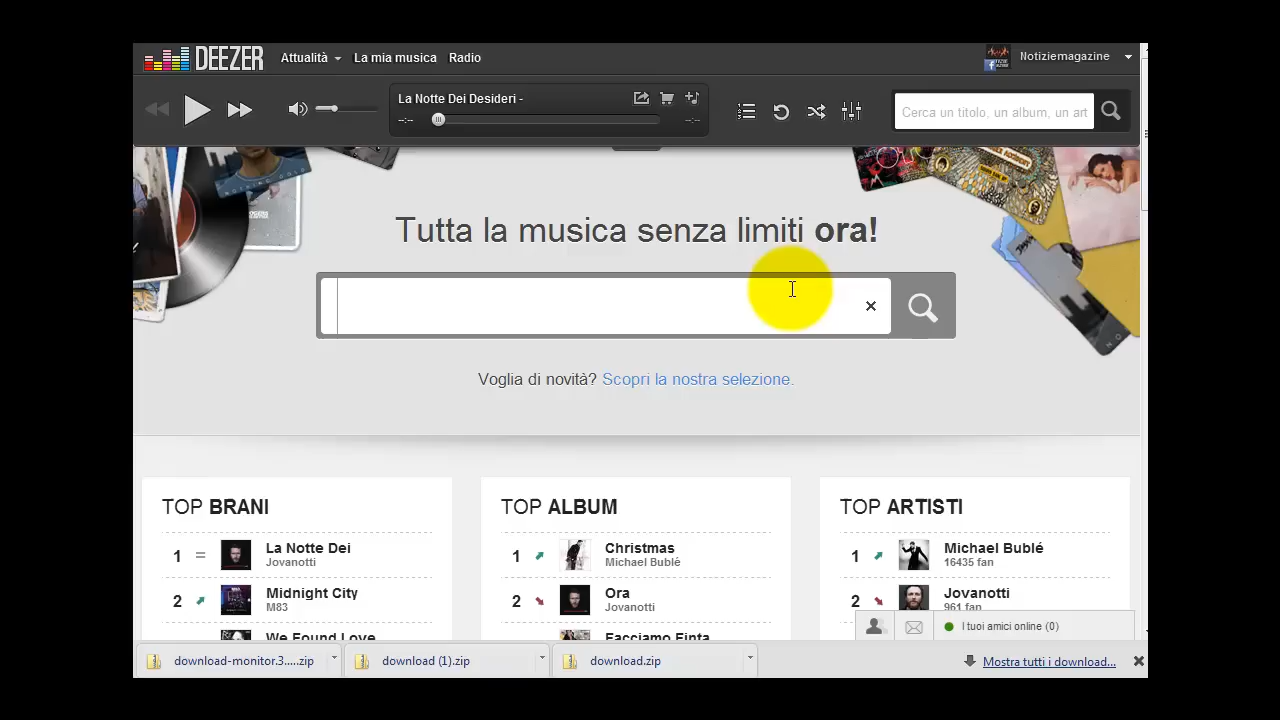 DEEZER
Attualità
La mia musica
Radio
Notiziemagazine
La Notte Dei Desideri -
--:--
--:--
Cerca un titolo, un album, un art
Tutta la musica senza limiti ora!
Voglia di novità? Scopri la nostra selezione.
TOP BRANI
1 = La Notte Dei
Jovanotti
2 Midnight City
M83
We Found Love
TOP ALBUM
1 Christmas
Michael Bublé
2 Ora
Jovanotti
Facciamo Finta
TOP ARTISTI
1 Michael Bublé
16435 fan
2 Jovanotti
961 fan
I tuoi amici online (0)
download-monitor.3.....zip
download (1).zip
download.zip
Mostra tutti i download...